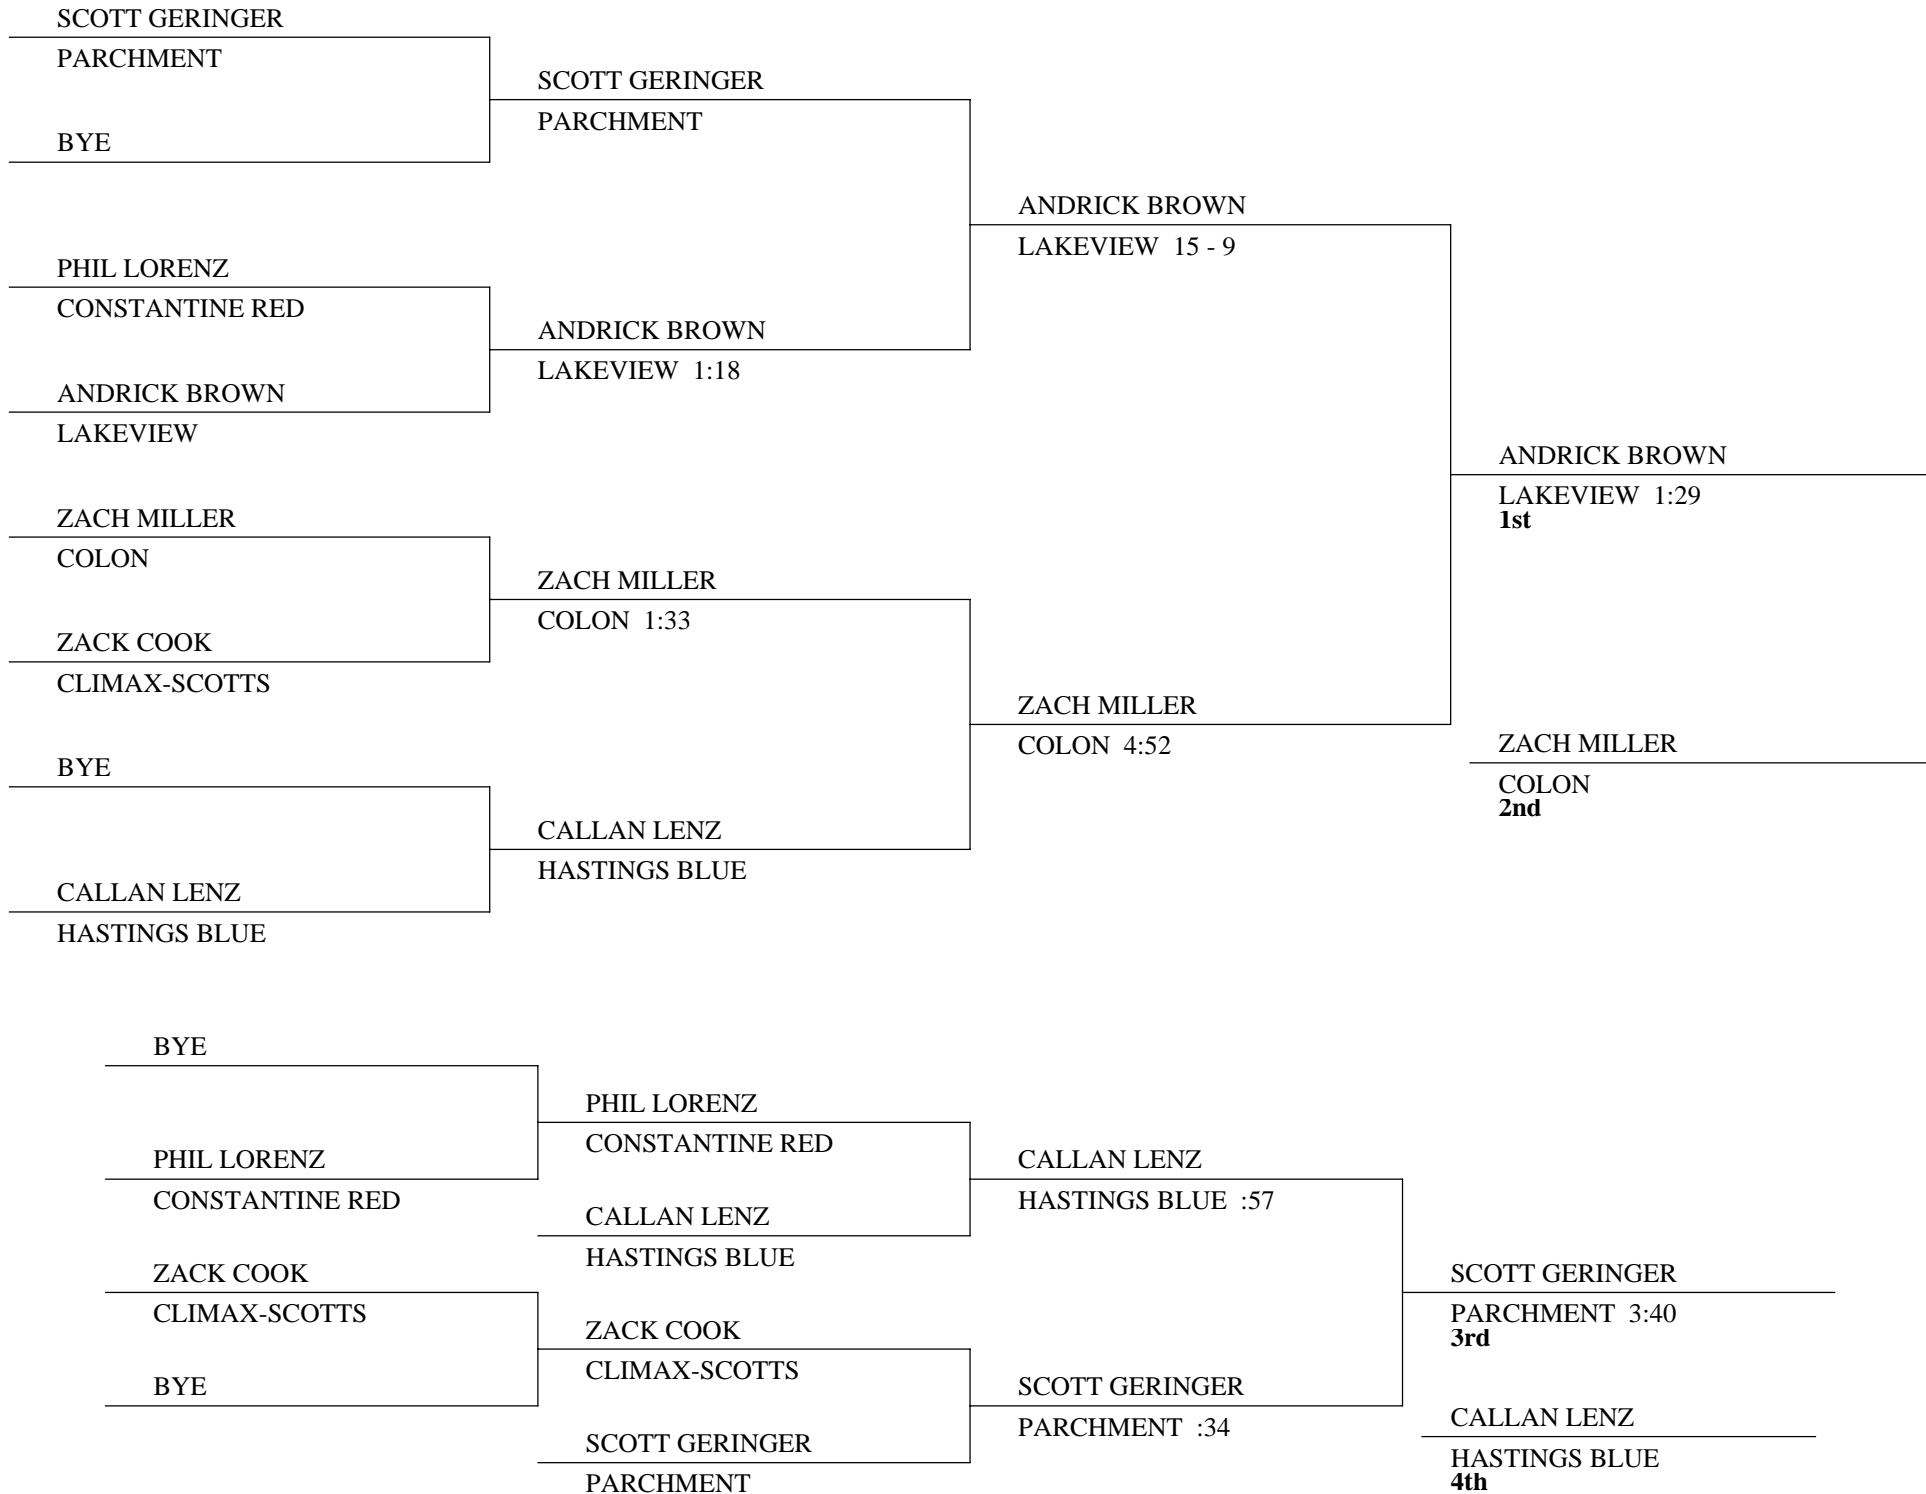 SCOTT GERINGER
PARCHMENT
BYE
PHIL LORENZ
CONSTANTINE RED
ANDRICK BROWN
LAKEVIEW
ZACH MILLER
COLON
ZACK COOK
CLIMAX-SCOTTS
BYE
CALLAN LENZ
HASTINGS BLUE
SCOTT GERINGER
PARCHMENT
ANDRICK BROWN
LAKEVIEW 1:18
ZACH MILLER
COLON 1:33
CALLAN LENZ
HASTINGS BLUE
ANDRICK BROWN
LAKEVIEW 15 - 9
ZACH MILLER
COLON 4:52
ANDRICK BROWN
LAKEVIEW 1:29
1st
ZACH MILLER
COLON
2nd
BYE
PHIL LORENZ
CONSTANTINE RED
ZACK COOK
CLIMAX-SCOTTS
BYE
PHIL LORENZ
CONSTANTINE RED
CALLAN LENZ
HASTINGS BLUE
ZACK COOK
CLIMAX-SCOTTS
SCOTT GERINGER
PARCHMENT
CALLAN LENZ
HASTINGS BLUE :57
SCOTT GERINGER
PARCHMENT :34
SCOTT GERINGER
PARCHMENT 3:40
3rd
CALLAN LENZ
HASTINGS BLUE
4th